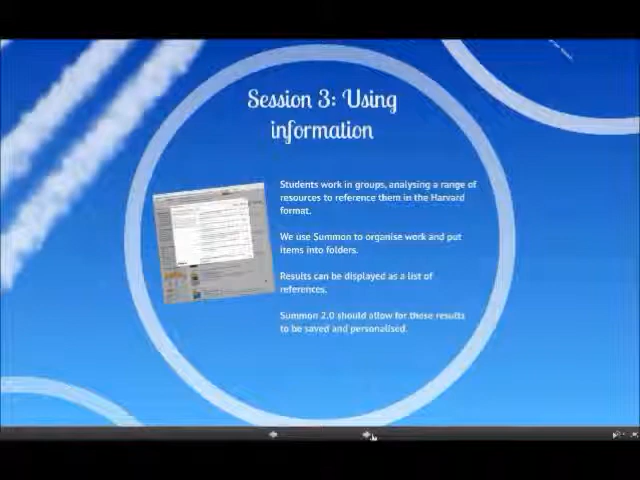 Session 3: Using
information
Students work in groups, analysing a range of
resources to reference them in the Harvard
format.
We use Summon to organise work and put
items into folders.
Results can be displayed as a list of
references.
Summon 2.0 should allow for these results
to be saved and personalised.